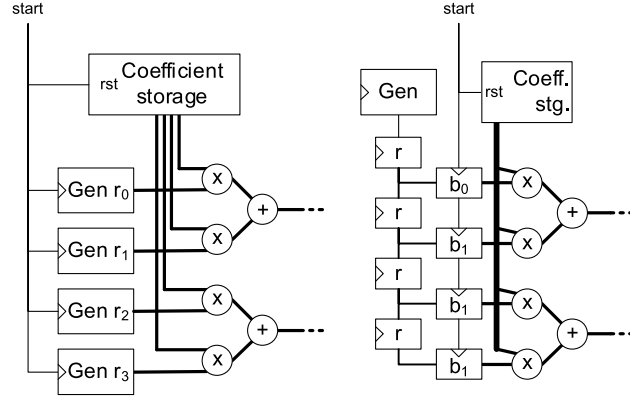 start
rst Coefficient
storage
Gen r₀
x
+
Gen r₁
x
Gen r₂
x
+
Gen r₃
x
start
Gen
rst Coeff.
stg.
r
b₀
x
+
r
b₁
x
r
b₁
x
+
r
b₁
x